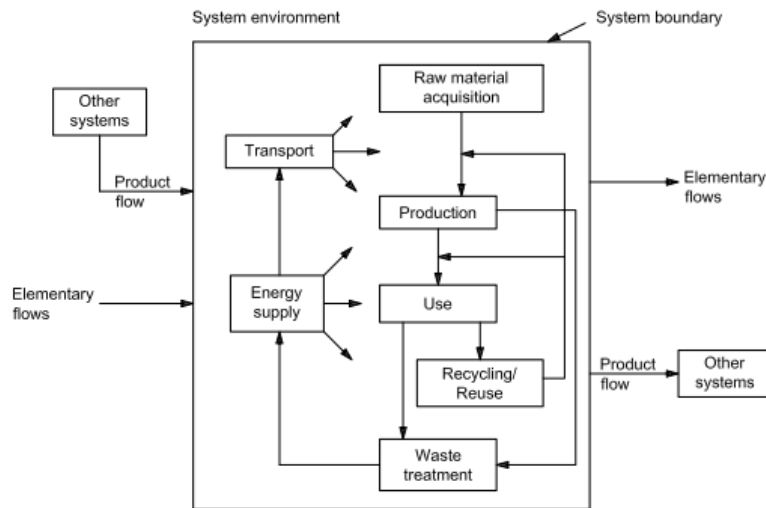 System environment
System boundary
Raw material
acquisition
Other
systems
Transport
Product
flow
Elementary
flows
Production
Elementary
flows
Energy
supply
Use
Recycling/
Reuse
Product
flow
Other
systems
Waste
treatment